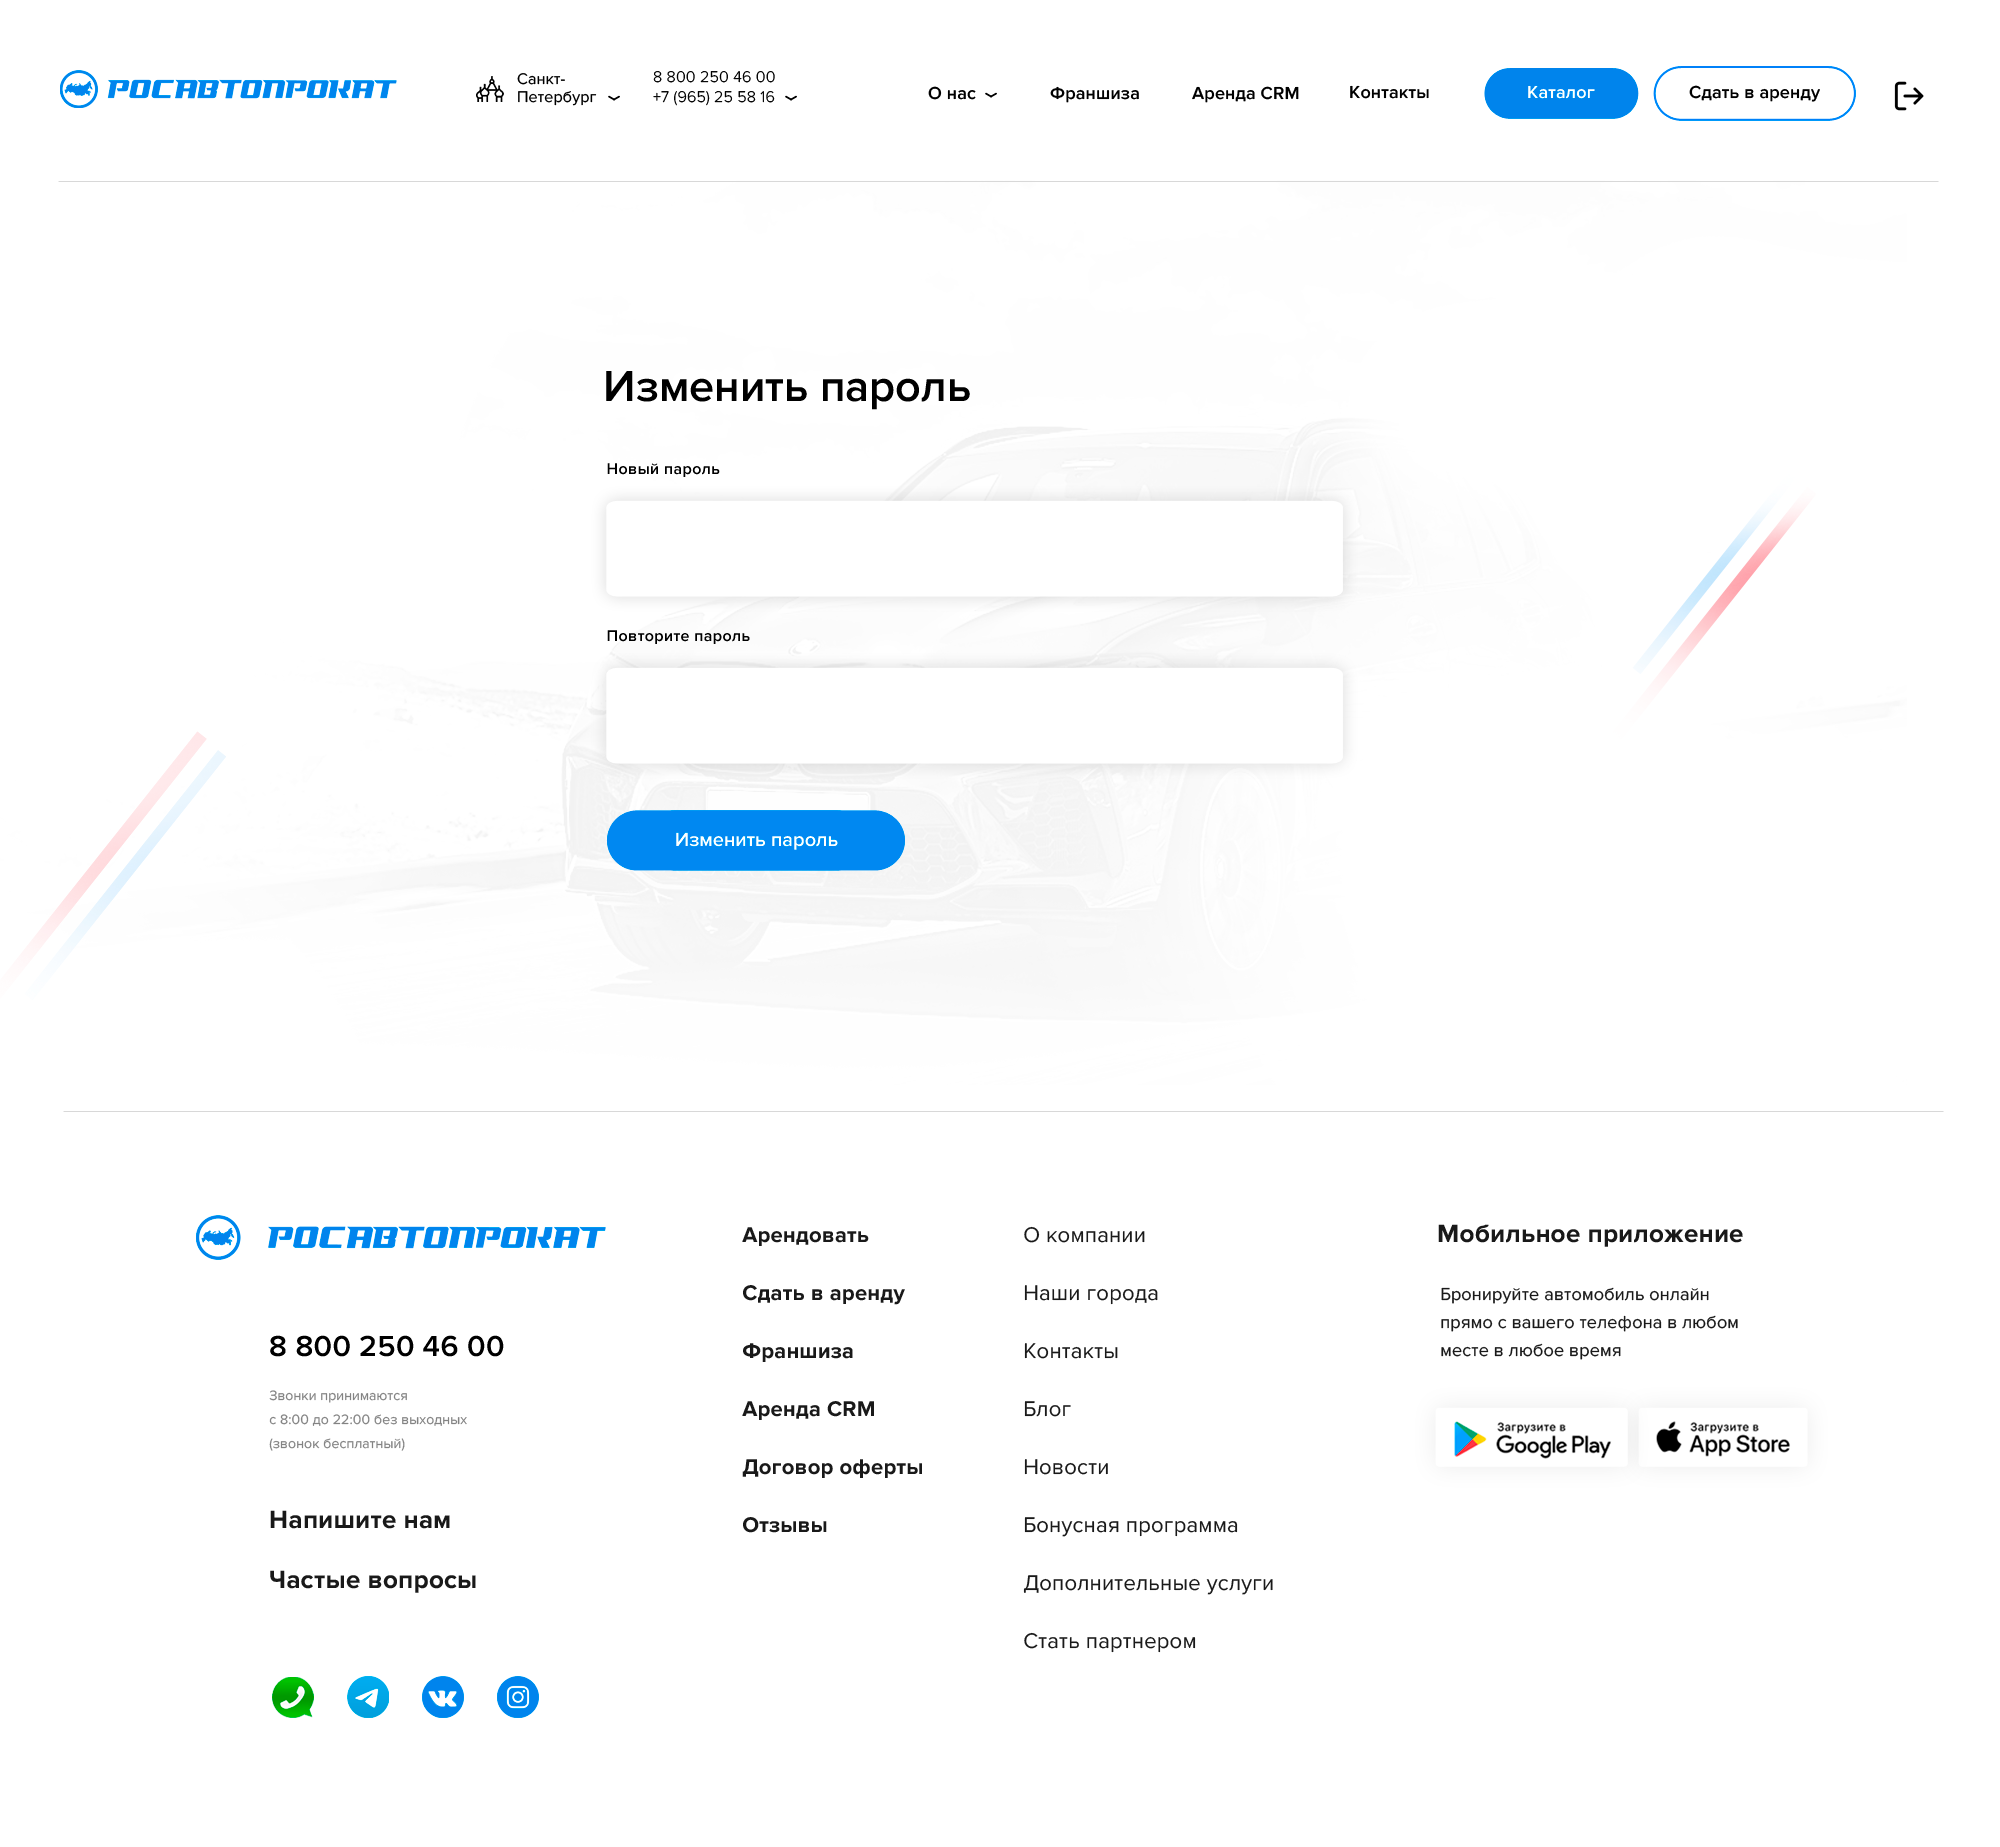 РОСАВТОПРОКАТ
Санкт-
Петербург
8 800 250 46 00
+7 (965) 25 58 16
О нас
Франшиза
Аренда CRM
Контакты
Каталог
Сдать в аренду
Изменить пароль
Новый пароль
Повторите пароль
Изменить пароль
РОСАВТОПРОКАТ
8 800 250 46 00
Звонки принимаются
с 8:00 до 22:00 без выходных
(звонок бесплатный)
Напишите нам
Частые вопросы
Арендовать
Сдать в аренду
Франшиза
Аренда CRM
Договор оферты
Отзывы
О компании
Наши города
Контакты
Блог
Новости
Бонусная программа
Дополнительные услуги
Стать партнером
Мобильное приложение
Бронируйте автомобиль онлайн
прямо с вашего телефона в любом
месте в любое время
Загрузите в
Google Play
Загрузите в
App Store